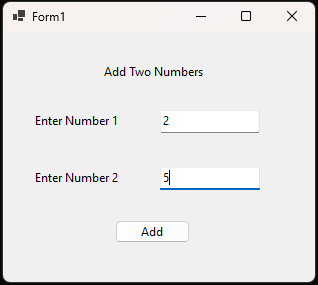 Form1
Add Two Numbers
Enter Number 1 2
Enter Number 2 5
Add